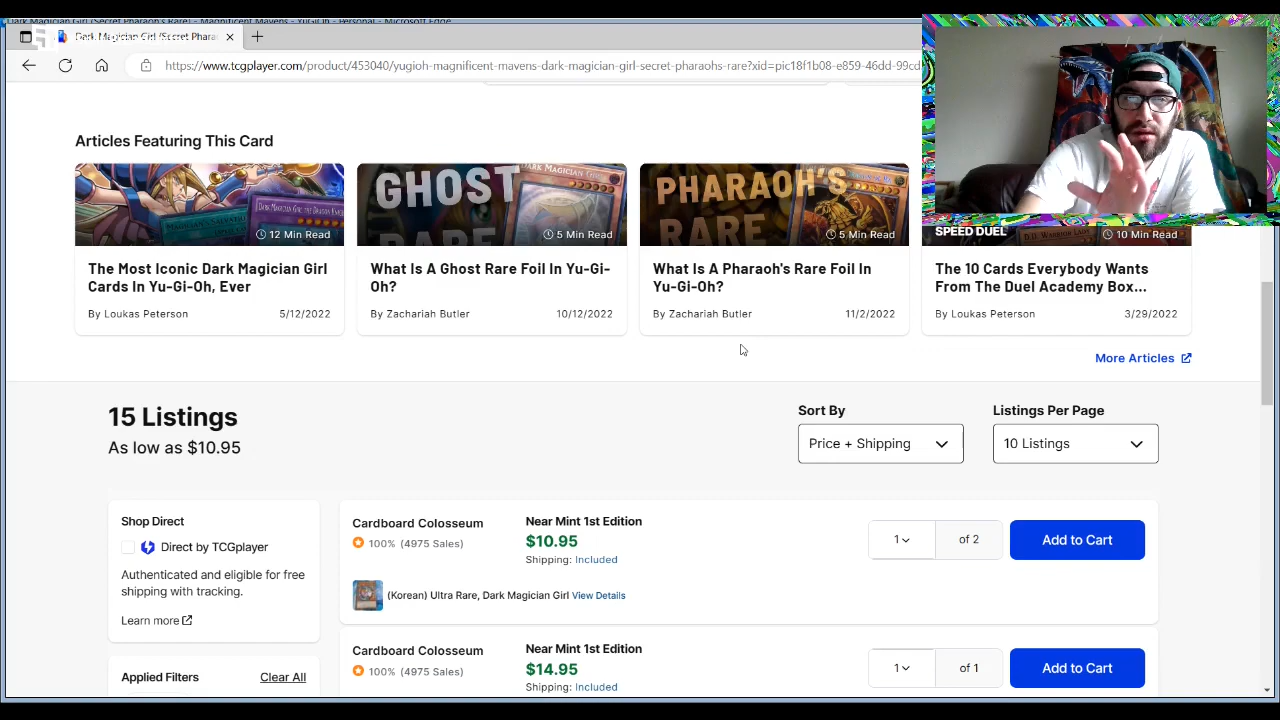 Dark Magician Girl (Secret Pharaoh's Rare) - Magnificent Mavens - YuGiOh - Personal - Microsoft Edge
Dark Magician Girl (Secret Phara
https://www.tcgplayer.com/product/453040/yugioh-magnificent-mavens-dark-magician-girl-secret-pharaohs-rare?xid=pic18f1b08-e859-46dd-99cd
Articles Featuring This Card
12 Min Read
GHOST RARE
5 Min Read
PHARAOH'S RARE
5 Min Read
SPEED DUEL
10 Min Read
The Most Iconic Dark Magician Girl
Cards In Yu-Gi-Oh, Ever
By Loukas Peterson 5/12/2022
What Is A Ghost Rare Foil In Yu-Gi-
Oh?
By Zachariah Butler 10/12/2022
What Is A Pharaoh's Rare Foil In
Yu-Gi-Oh?
By Zachariah Butler 11/2/2022
The 10 Cards Everybody Wants
From The Duel Academy Box...
By Loukas Peterson 3/29/2022
More Articles
15 Listings
As low as $10.95
Sort By
Price + Shipping
Listings Per Page
10 Listings
Shop Direct
Direct by TCGplayer
Authenticated and eligible for free
shipping with tracking.
Learn more
Applied Filters Clear All
Cardboard Colosseum
100% (4975 Sales)
Near Mint 1st Edition
$10.95
Shipping: Included
1 of 2
Add to Cart
(Korean) Ultra Rare, Dark Magician Girl View Details
Cardboard Colosseum
100% (4975 Sales)
Near Mint 1st Edition
$14.95
Shipping: Included
1 of 1
Add to Cart